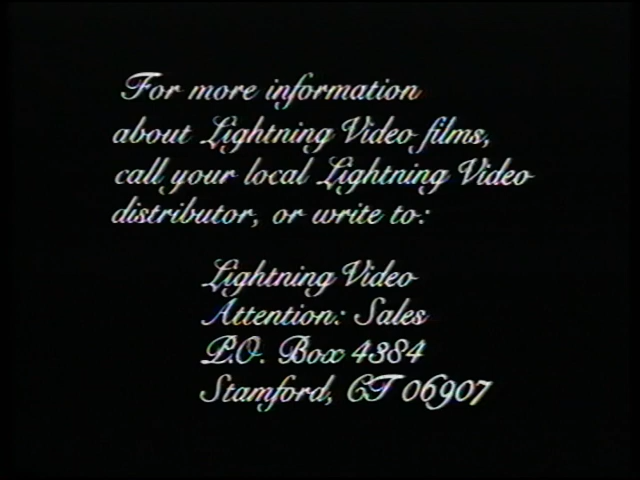 For more information
about Lightning Video films,
call your local Lightning Video
distributor, or write to:
Lightning Video
Attention: Sales
P.O. Box 4384
Stamford, CT 06907